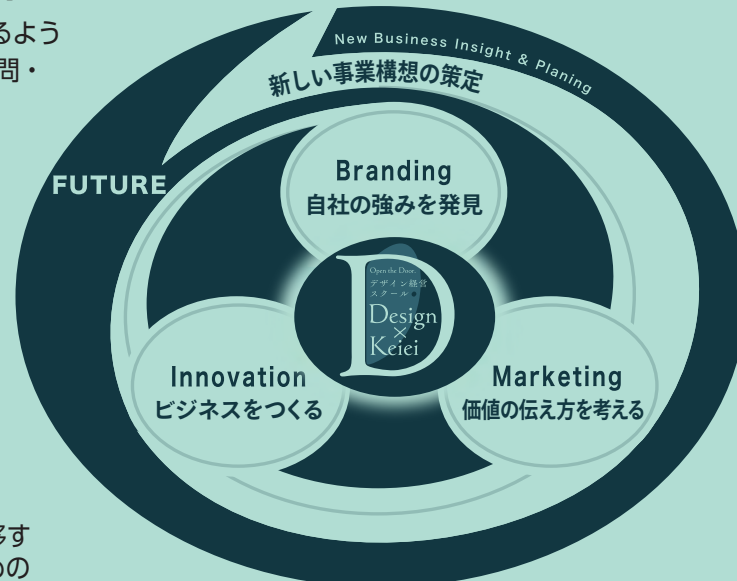 るよう
問・
New Business Insight & Planing
新しい事業構想の策定
FUTURE
Branding
自社の強みを発見
Open the Door.
デザイン経営
スクール
Design
×
Keiei
D
Innovation
ビジネスをつくる
Marketing
価値の伝え方を考える
めの